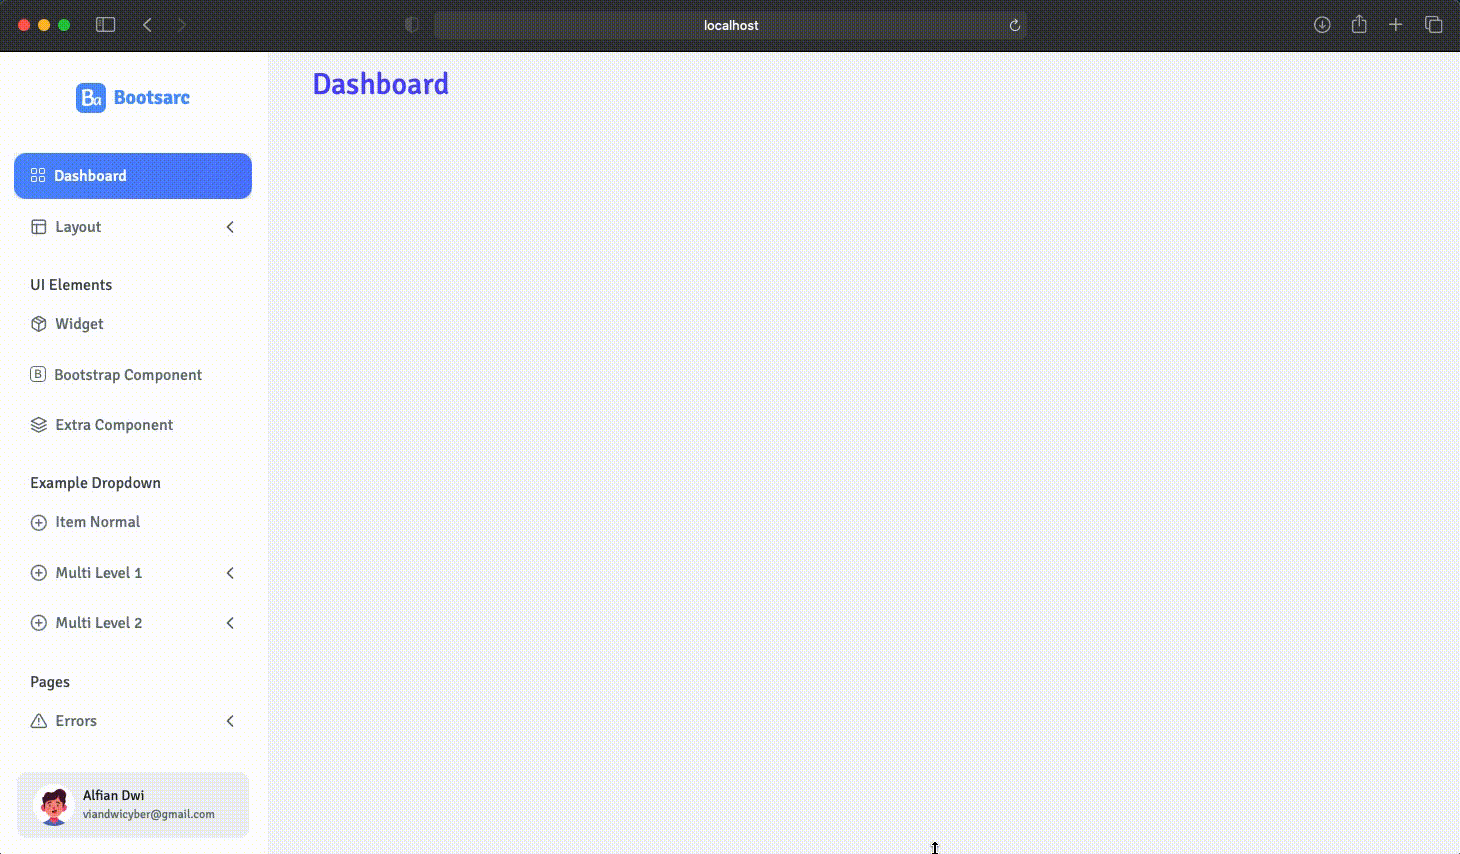 localhost
Ba Bootsarc
Dashboard
Dashboard
Layout
UI Elements
Widget
B Bootstrap Component
Extra Component
Example Dropdown
Item Normal
Multi Level 1
Multi Level 2
Pages
Errors
Alfian Dwi
viandwicyber@gmail.com